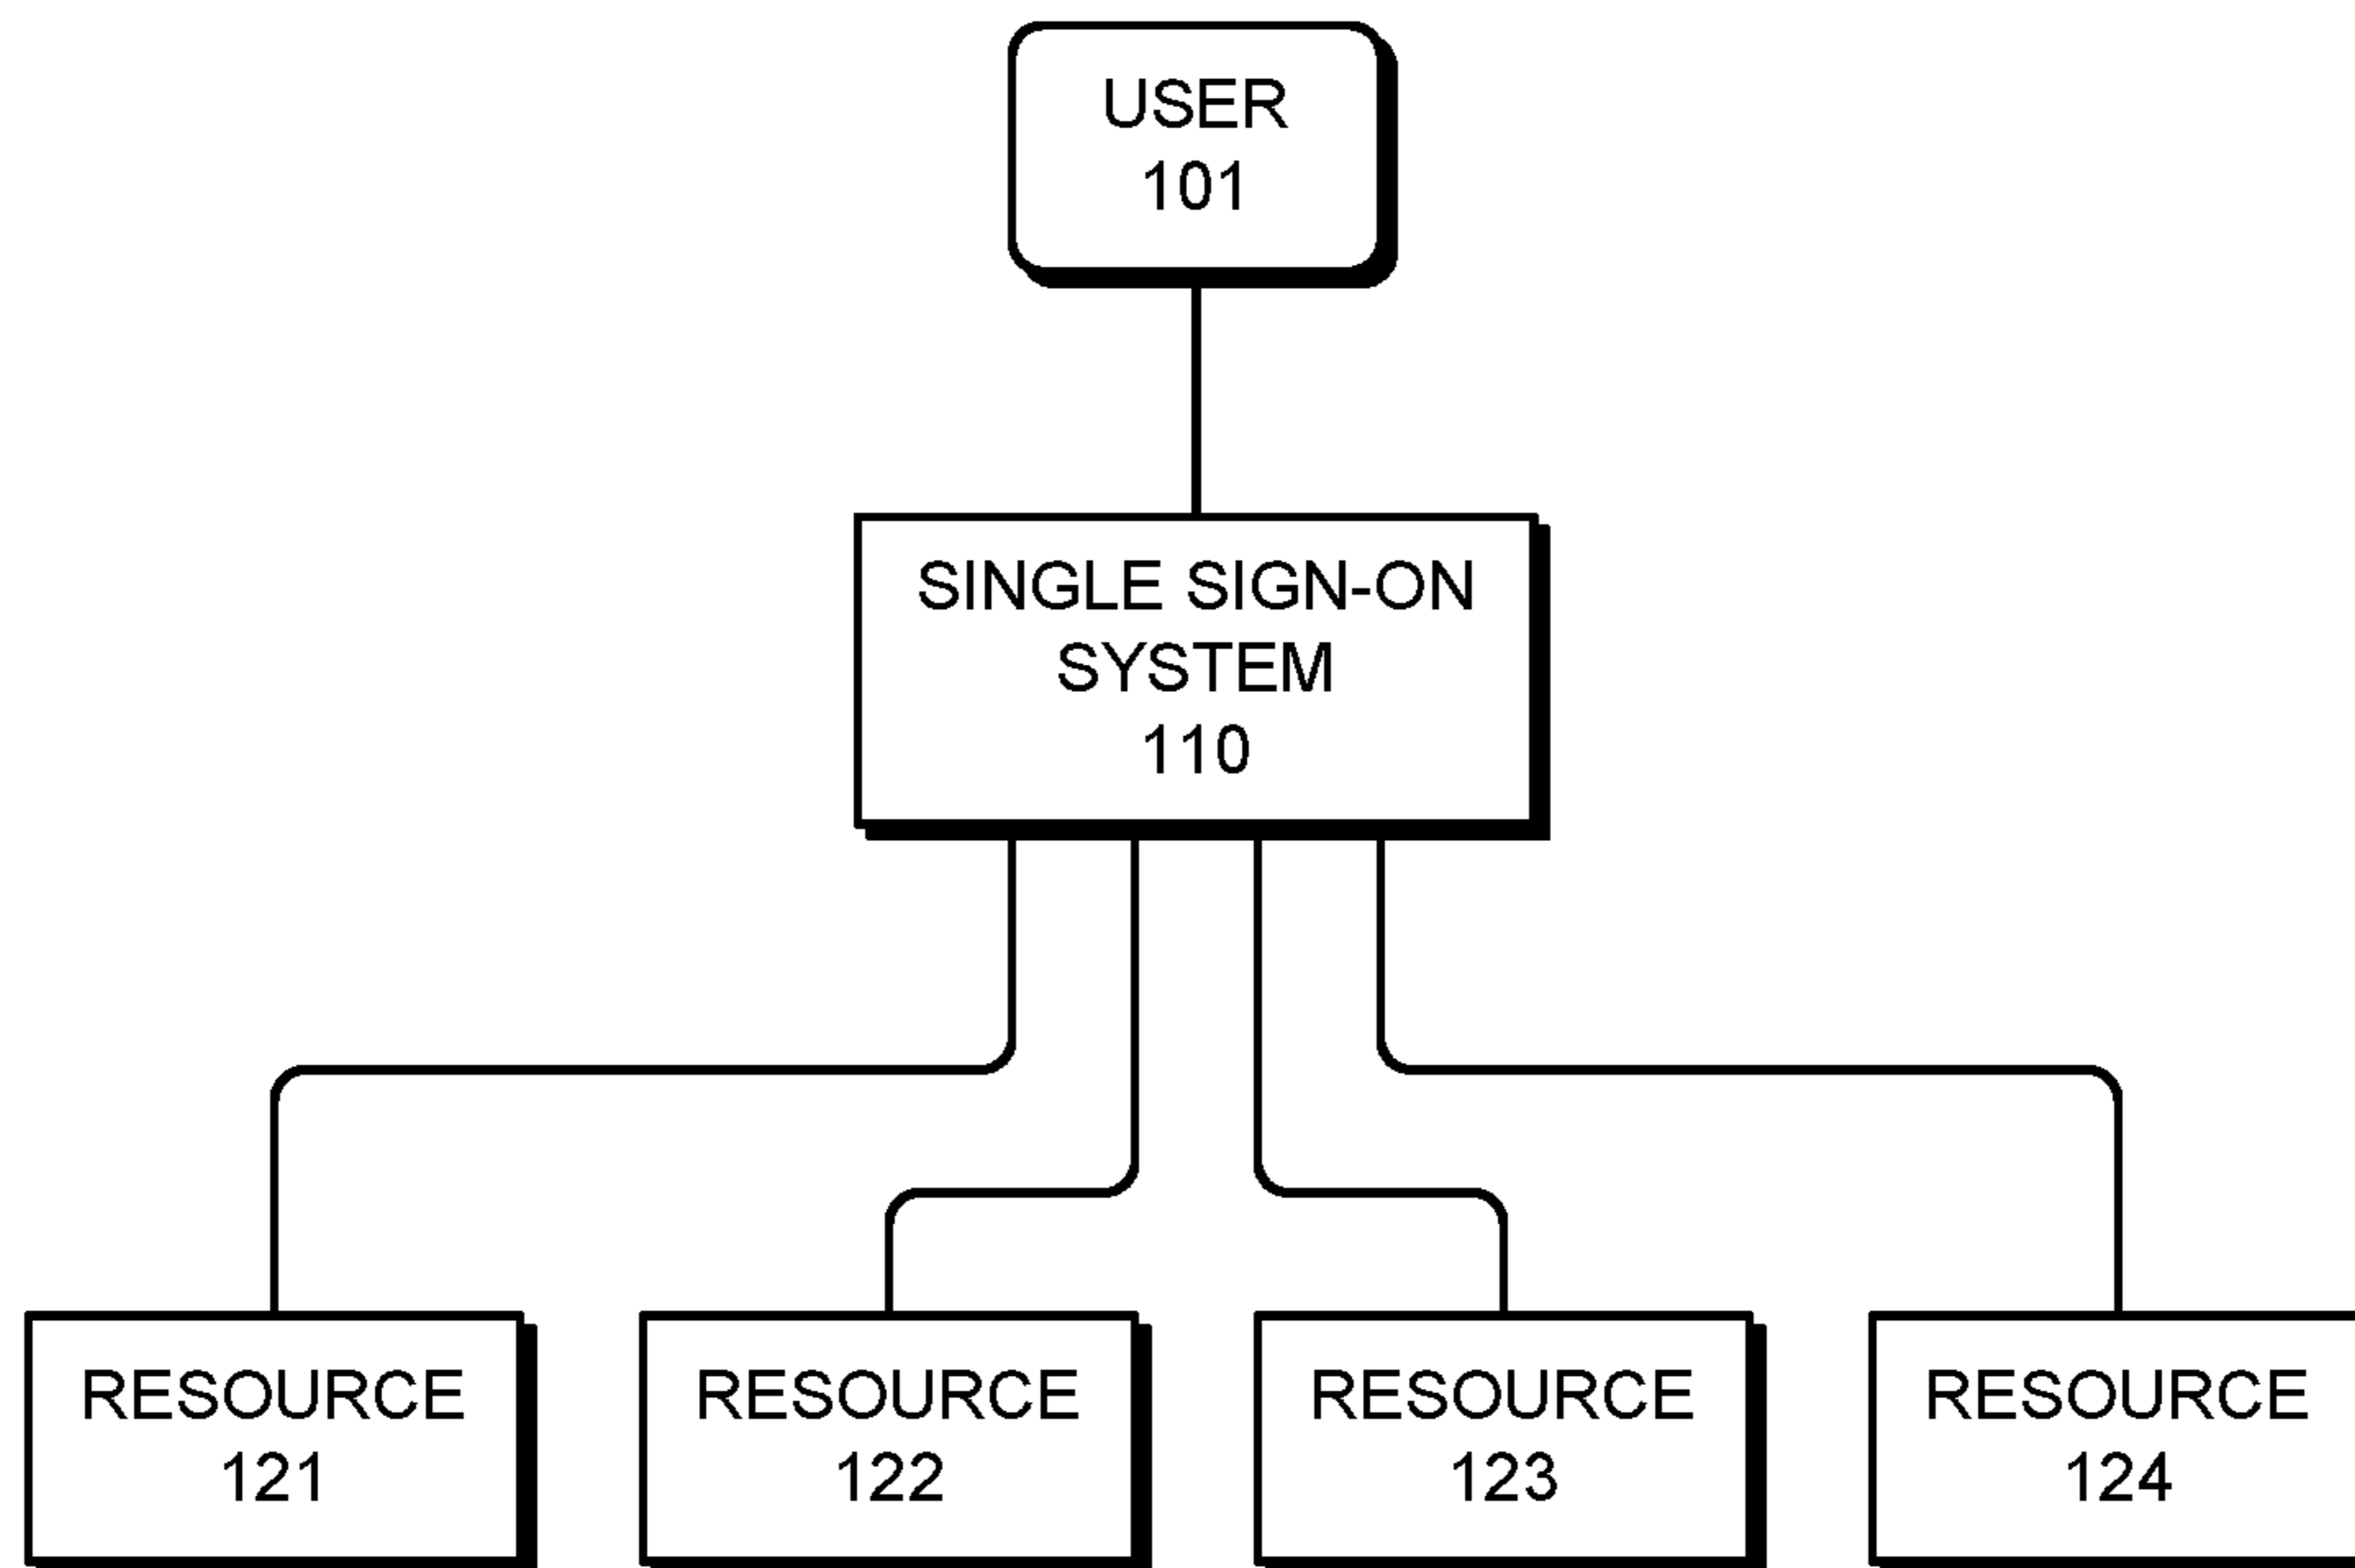 USER
101
SINGLE SIGN-ON
SYSTEM
110
RESOURCE
121
RESOURCE
122
RESOURCE
123
RESOURCE
124